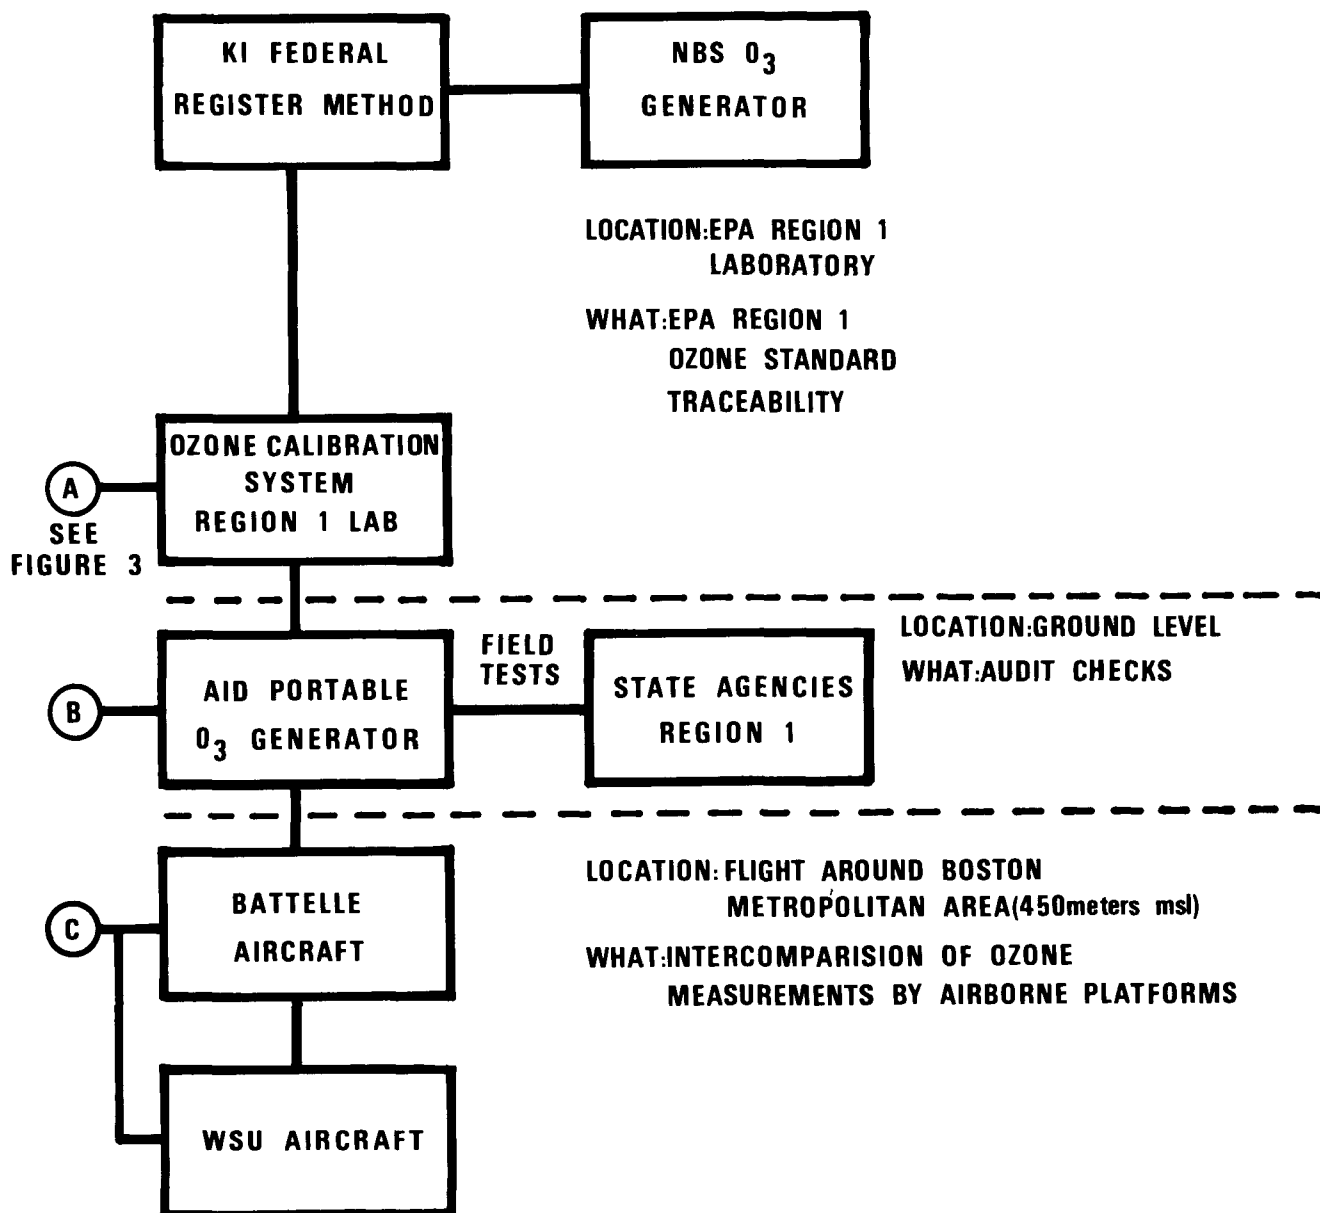 KI FEDERAL
REGISTER METHOD
NBS O3
GENERATOR
LOCATION:EPA REGION 1
LABORATORY
WHAT:EPA REGION 1
OZONE STANDARD
TRACEABILITY
OZONE CALIBRATION
SYSTEM
REGION 1 LAB
A
SEE
FIGURE 3
LOCATION:GROUND LEVEL
WHAT:AUDIT CHECKS
B
AID PORTABLE
O3 GENERATOR
FIELD
TESTS
STATE AGENCIES
REGION 1
C
BATTELLE
AIRCRAFT
LOCATION:FLIGHT AROUND BOSTON
METROPOLITAN AREA(450meters msl)
WHAT:INTERCOMPARISION OF OZONE
MEASUREMENTS BY AIRBORNE PLATFORMS
WSU AIRCRAFT